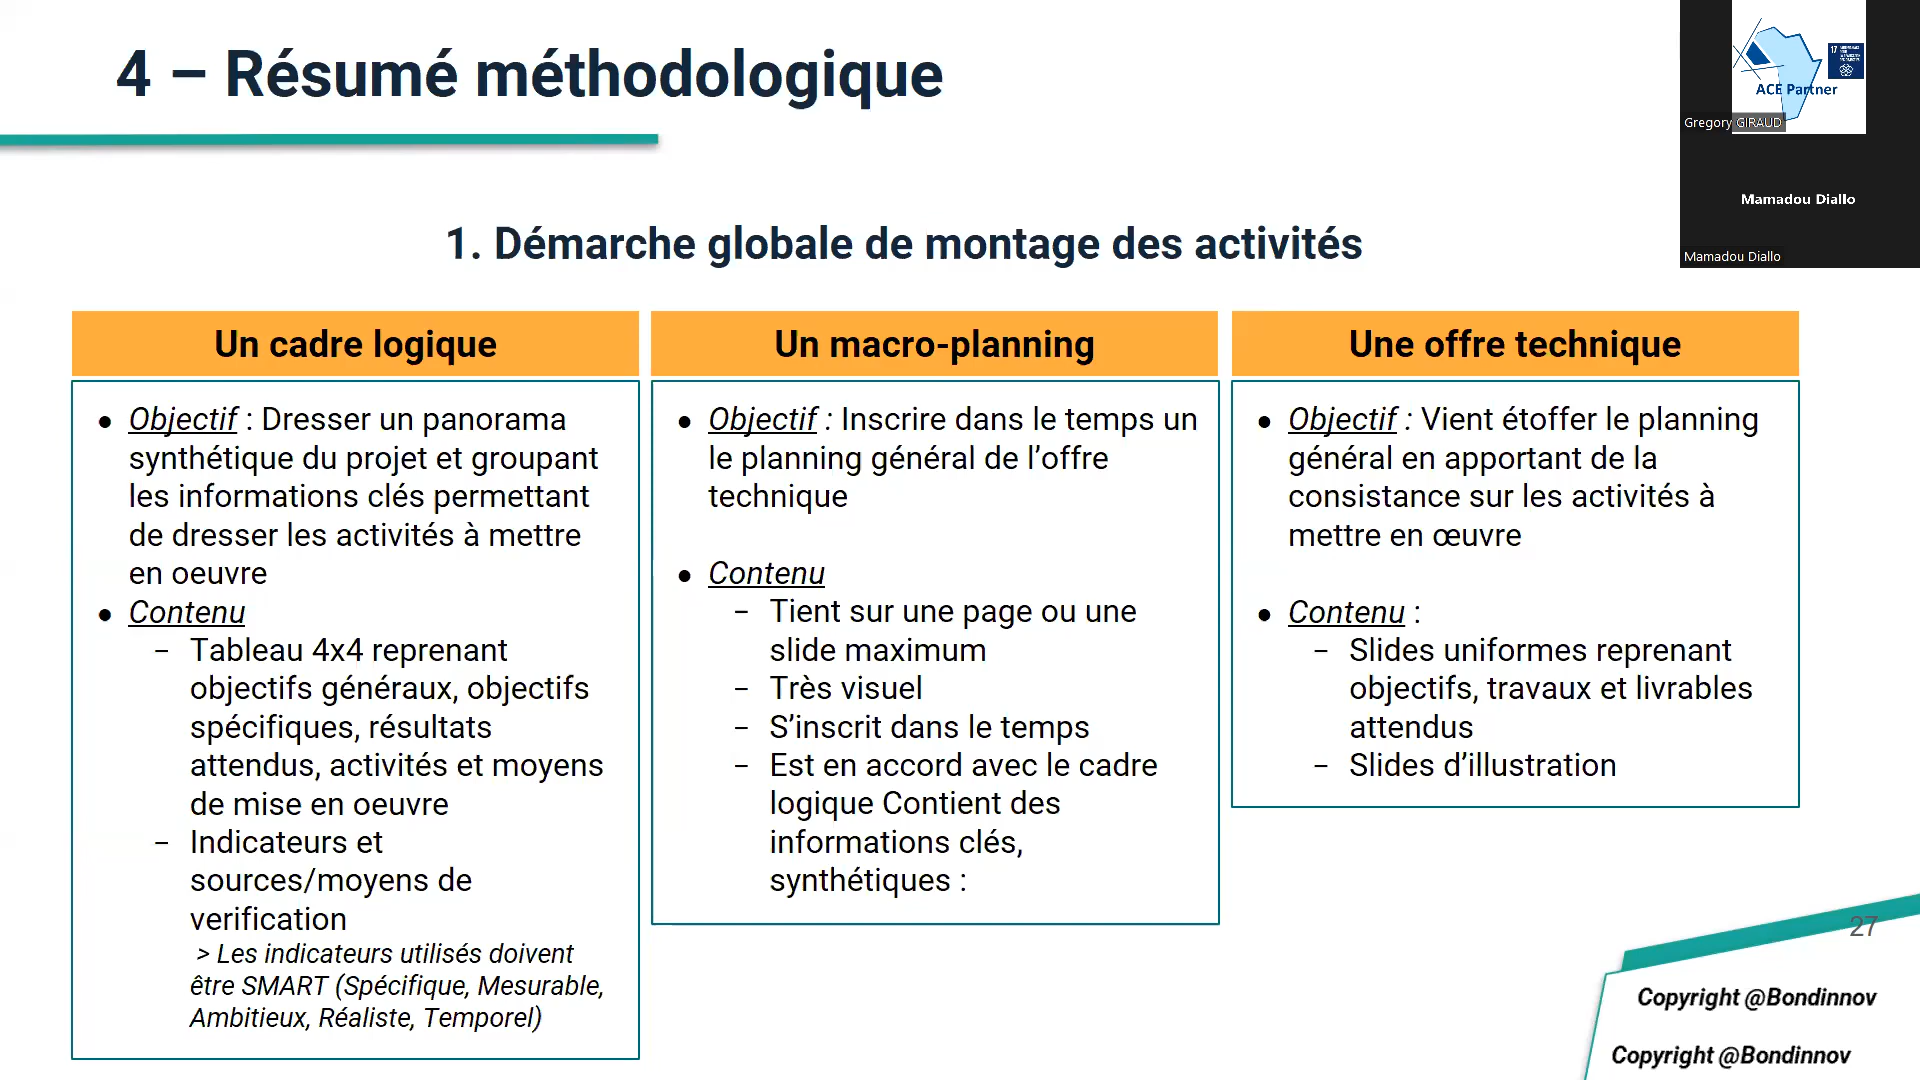 4 – Résumé méthodologique
ACE Partner
17
Gregory GIRAUD
Mamadou Diallo
Mamadou Diallo
1. Démarche globale de montage des activités
Un cadre logique
● Objectif : Dresser un panorama
synthétique du projet et groupant
les informations clés permettant
de dresser les activités à mettre
en oeuvre
● Contenu
− Tableau 4x4 reprenant
objectifs généraux, objectifs
spécifiques, résultats
attendus, activités et moyens
de mise en oeuvre
− Indicateurs et
sources/moyens de
verification
> Les indicateurs utilisés doivent
être SMART (Spécifique, Mesurable,
Ambitieux, Réaliste, Temporel)
Un macro-planning
● Objectif : Inscrire dans le temps un
le planning général de l’offre
technique
● Contenu
− Tient sur une page ou une
slide maximum
− Très visuel
− S’inscrit dans le temps
− Est en accord avec le cadre
logique Contient des
informations clés,
synthétiques :
Une offre technique
● Objectif : Vient étoffer le planning
général en apportant de la
consistance sur les activités à
mettre en œuvre
● Contenu :
− Slides uniformes reprenant
objectifs, travaux et livrables
attendus
− Slides d’illustration
27
Copyright @Bondinnov
Copyright @Bondinnov